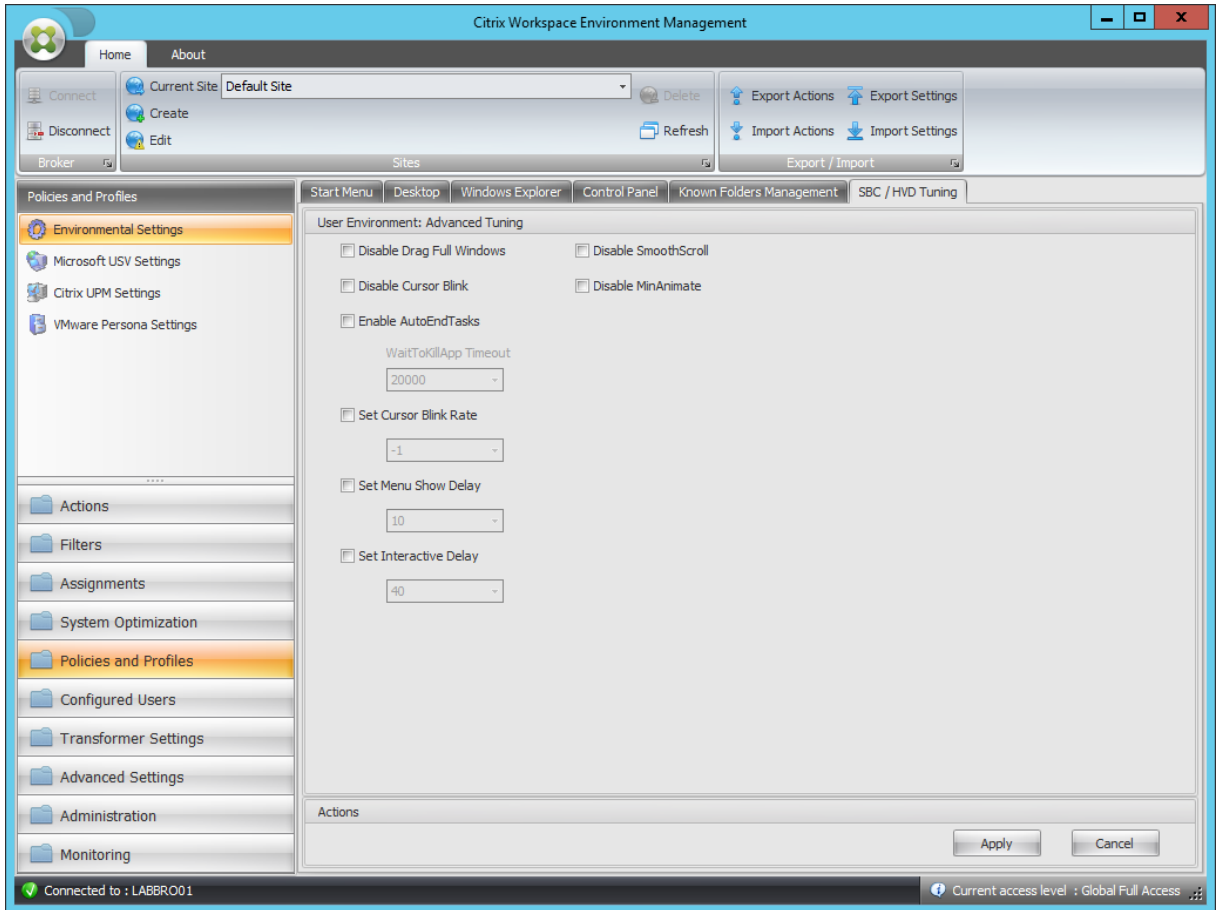 Citrix Workspace Environment Management
Home About
Connect
Disconnect
Broker
Current Site Default Site
Create
Edit
Delete
Refresh
Sites
Export Actions Export Settings
Import Actions Import Settings
Export / Import
Policies and Profiles
Environmental Settings
Microsoft USV Settings
Citrix UPM Settings
VMware Persona Settings
Actions
Filters
Assignments
System Optimization
Policies and Profiles
Configured Users
Transformer Settings
Advanced Settings
Administration
Monitoring
Start Menu Desktop Windows Explorer Control Panel Known Folders Management SBC / HVD Tuning
User Environment: Advanced Tuning
Disable Drag Full Windows Disable SmoothScroll
Disable Cursor Blink Disable MinAnimate
Enable AutoEndTasks
WaitToKillApp Timeout
20000
Set Cursor Blink Rate
-1
Set Menu Show Delay
10
Set Interactive Delay
40
Actions
Apply Cancel
Connected to : LABBRO01 Current access level : Global Full Access